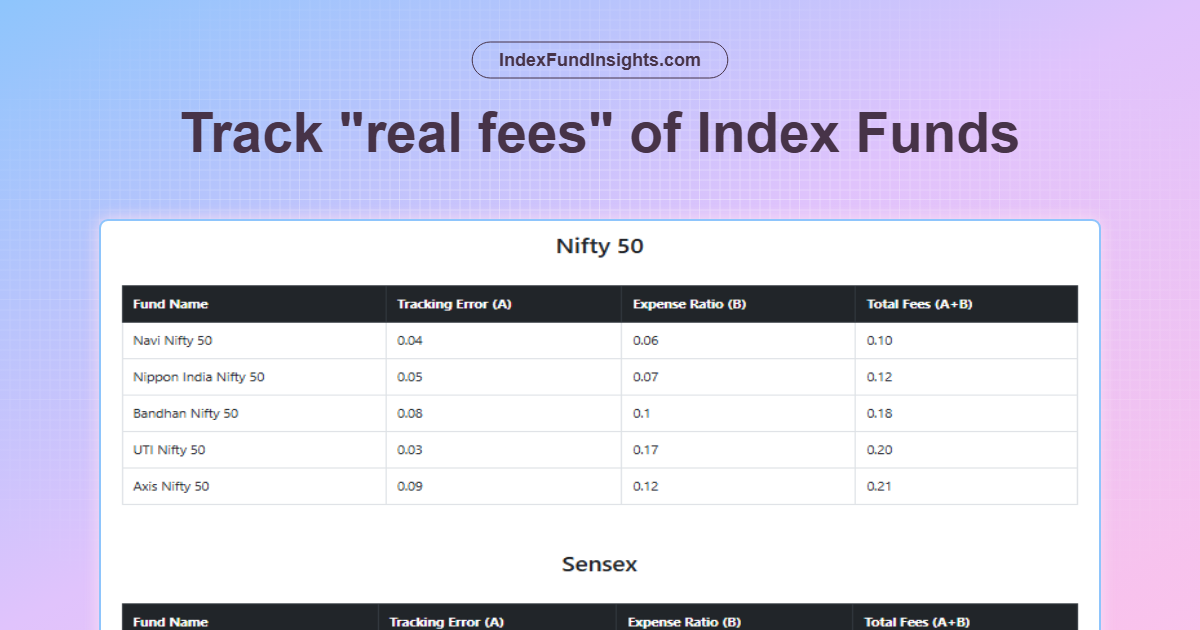 IndexFundInsights.com
Track "real fees" of Index Funds
Nifty 50
Fund Name Tracking Error (A) Expense Ratio (B) Total Fees (A+B)
Navi Nifty 50 0.04 0.06 0.10
Nippon India Nifty 50 0.05 0.07 0.12
Bandhan Nifty 50 0.08 0.1 0.18
UTI Nifty 50 0.03 0.17 0.20
Axis Nifty 50 0.09 0.12 0.21
Sensex
Fund Name Tracking Error (A) Expense Ratio (B) Total Fees (A+B)